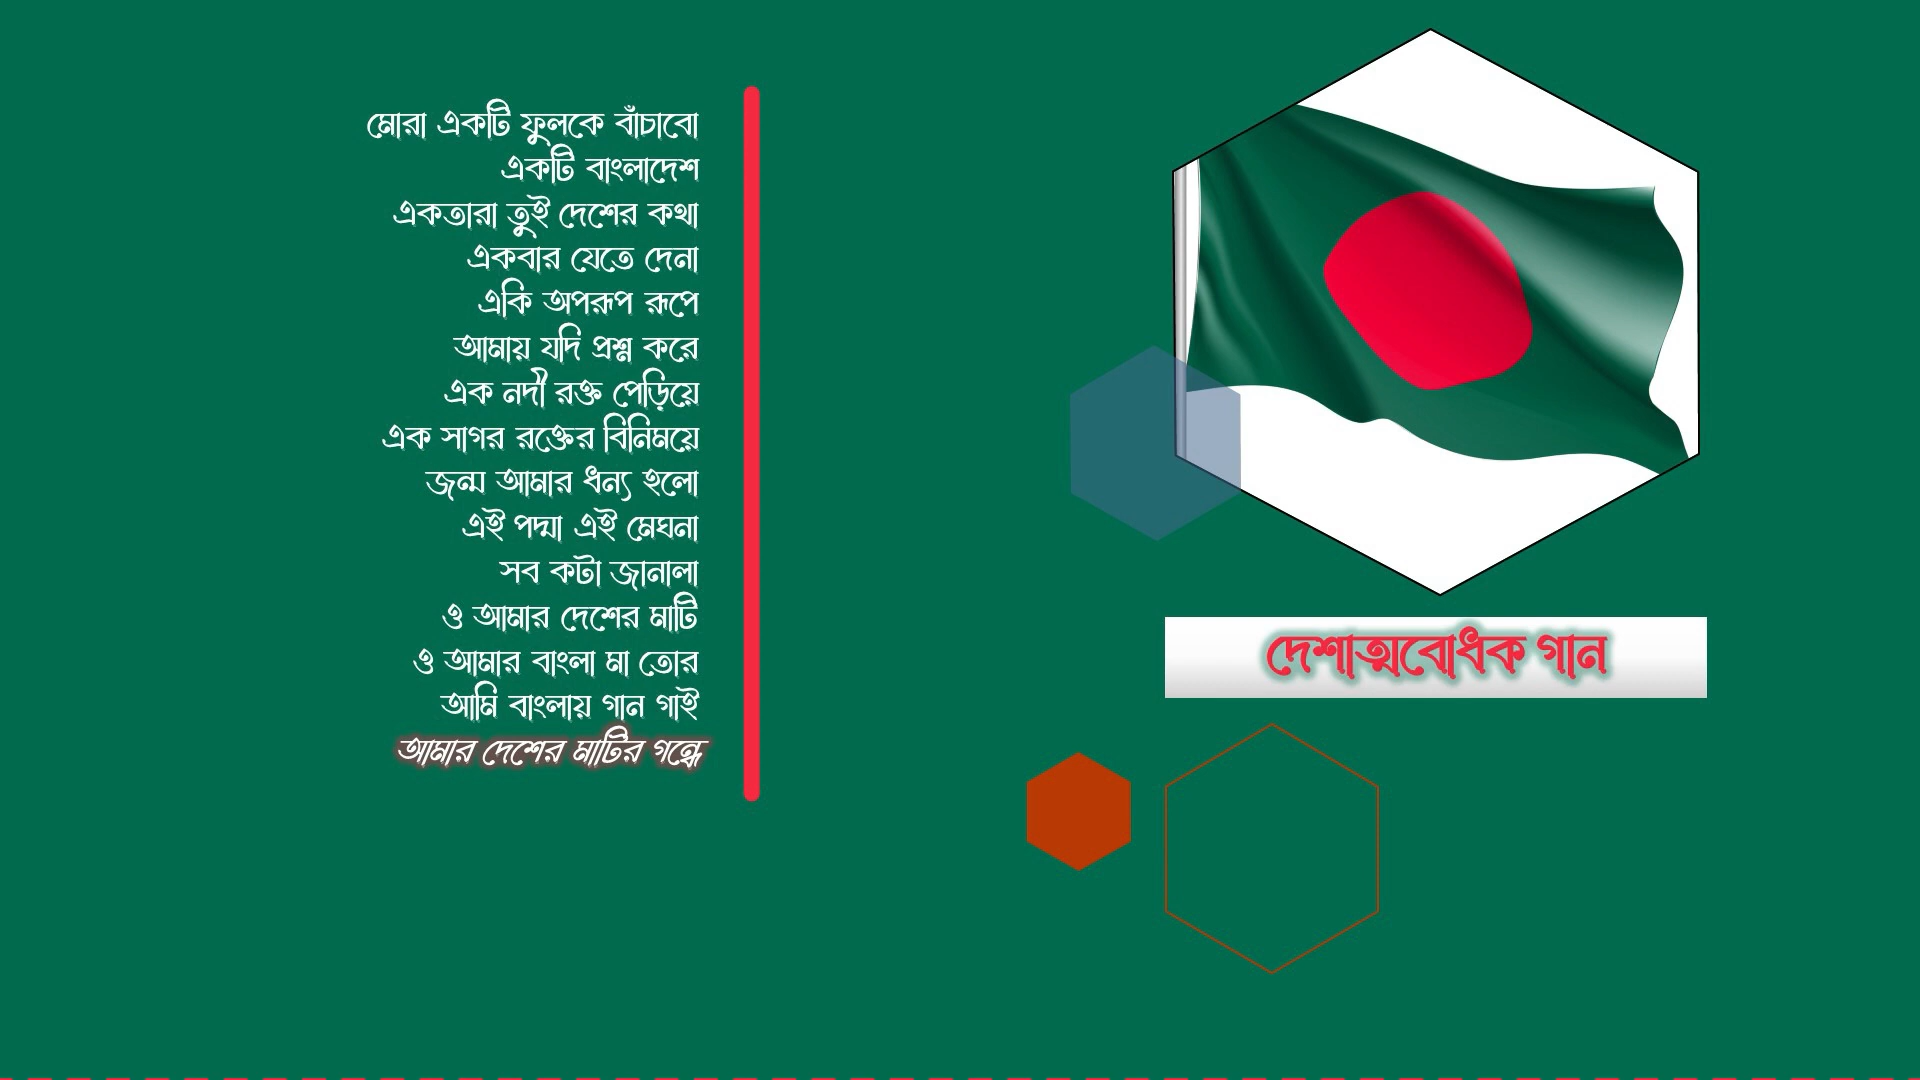 মোরা একটি ফুলকে বাঁচাবো
একটি বাংলাদেশ
একতারা তুই দেশের কথা
একবার যেতে দেনা
একি অপরূপ রূপে
আমায় যদি প্রশ্ন করে
এক নদী রক্ত পেড়িয়ে
এক সাগর রক্তের বিনিময়ে
জন্ম আমার ধন্য হলো
এই পদ্মা এই মেঘনা
সব কটা জানালা
ও আমার দেশের মাটি
ও আমার বাংলা মা তোর
আমি বাংলায় গান গাই
আমার দেশের মাটির গন্ধে
দেশাত্মবোধক গান